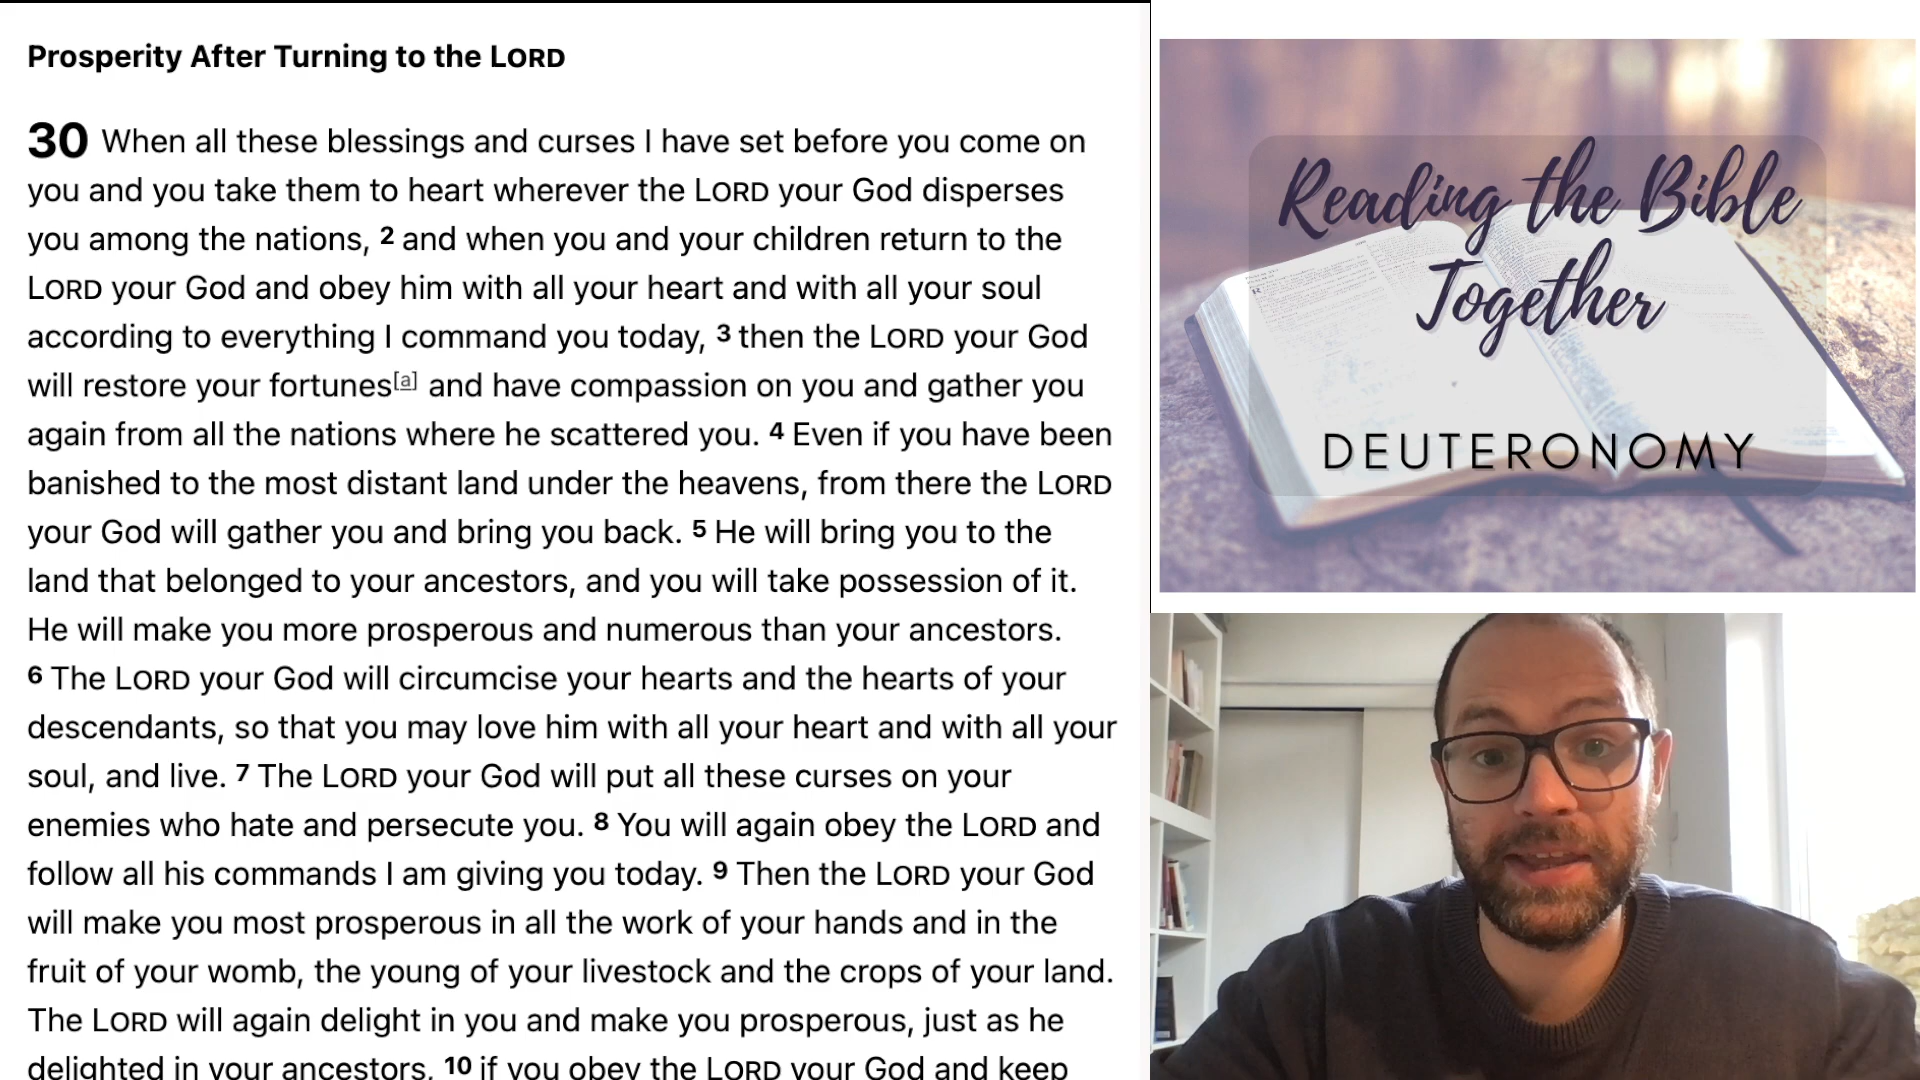 Prosperity After Turning to the LORD
30 When all these blessings and curses I have set before you come on
you and you take them to heart wherever the LORD your God disperses
you among the nations, 2 and when you and your children return to the
LORD your God and obey him with all your heart and with all your soul
according to everything I command you today, 3 then the LORD your God
will restore your fortunes[a] and have compassion on you and gather you
again from all the nations where he scattered you. 4 Even if you have been
banished to the most distant land under the heavens, from there the LORD
your God will gather you and bring you back. 5 He will bring you to the
land that belonged to your ancestors, and you will take possession of it.
He will make you more prosperous and numerous than your ancestors.
6 The LORD your God will circumcise your hearts and the hearts of your
descendants, so that you may love him with all your heart and with all your
soul, and live. 7 The LORD your God will put all these curses on your
enemies who hate and persecute you. 8 You will again obey the LORD and
follow all his commands I am giving you today. 9 Then the LORD your God
will make you most prosperous in all the work of your hands and in the
fruit of your womb, the young of your livestock and the crops of your land.
The LORD will again delight in you and make you prosperous, just as he
delighted in your ancestors, 10 if you obey the LORD your God and keep
Reading the Bible
Together
DEUTERONOMY